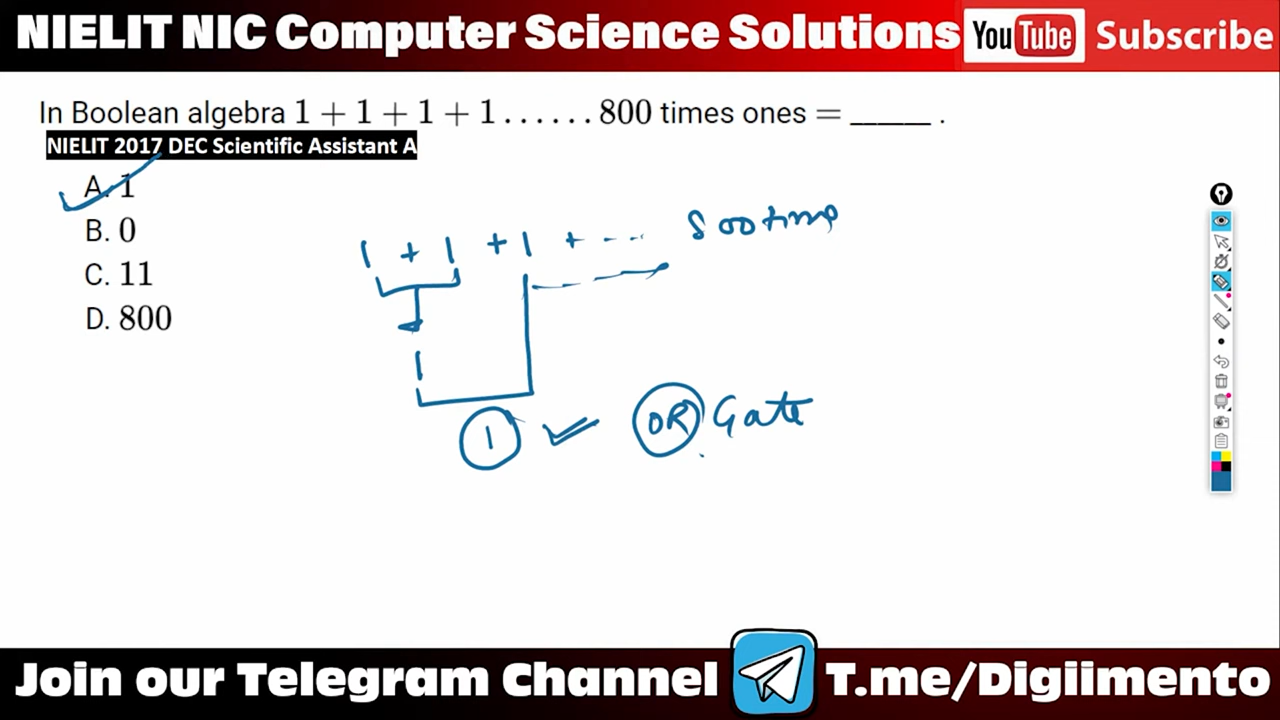 NIELIT NIC Computer Science Solutions YouTube Subscribe
In Boolean algebra 1 + 1 + 1 + 1 ...... 800 times ones = _____ .
NIELIT 2017 DEC Scientific Assistant A
A. 1
B. 0
C. 11
D. 800
1 + 1 + 1 + ... 800 time
1
1 OR Gate
Join our Telegram Channel T.me/Digiimento